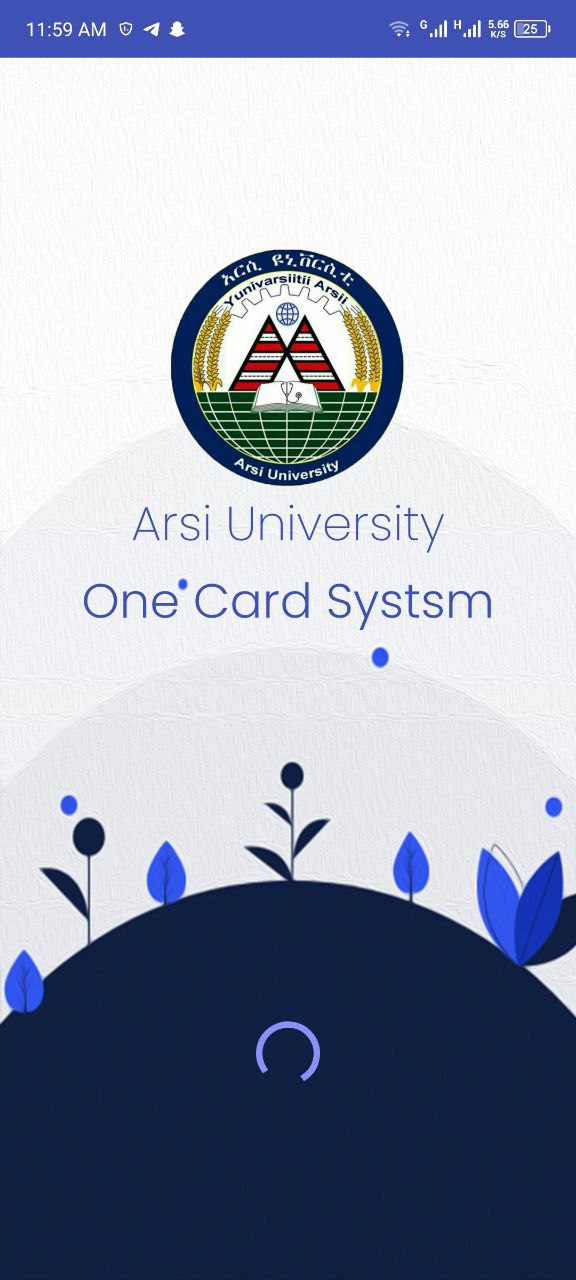 11:59 AM
G H 5.66 K/S 25
አርሲ ዩኒቨርሲቲ
Yunivarsiitii Arsii
Arsi University
Arsi University
One Card Systsm